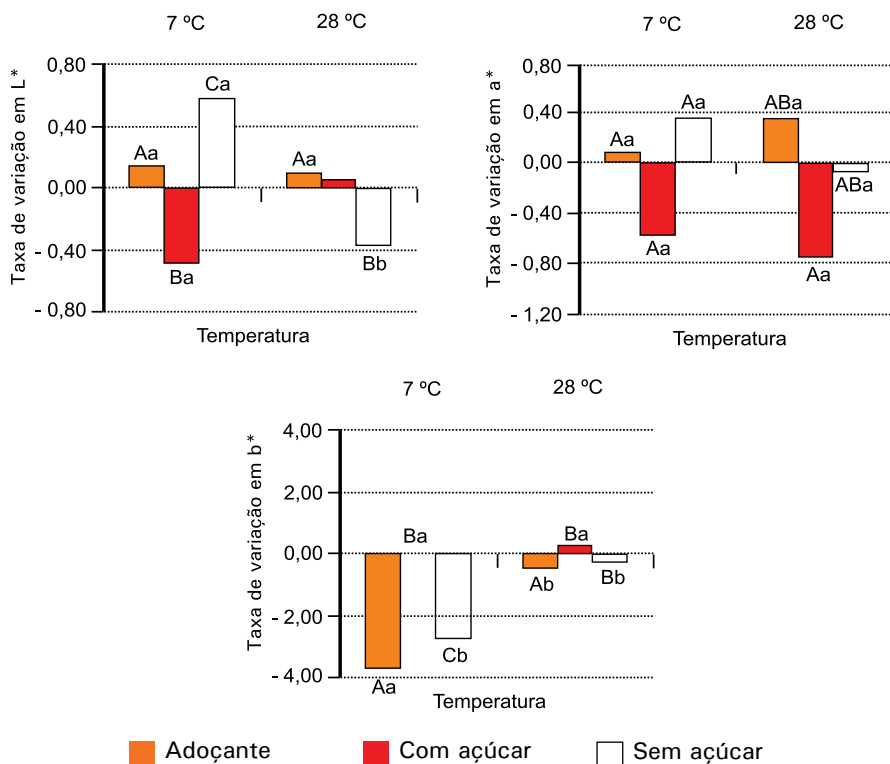 7 ºC 28 ºC
Taxa de variação em L*
0,80
0,40
0,00
- 0,40
- 0,80
Aa
Ba
Ca
Aa
Bb
Temperatura
7 ºC 28 ºC
Taxa de variação em a*
0,80
0,40
0,00
- 0,40
- 0,80
- 1,20
Aa
Aa
Aa
ABa
Aa
ABa
Temperatura
7 ºC 28 ºC
Taxa de variação em b*
4,00
2,00
0,00
- 2,00
- 4,00
Aa
Ba
Cb
Ab
Ba
Bb
Temperatura
Adoçante Com açúcar Sem açúcar